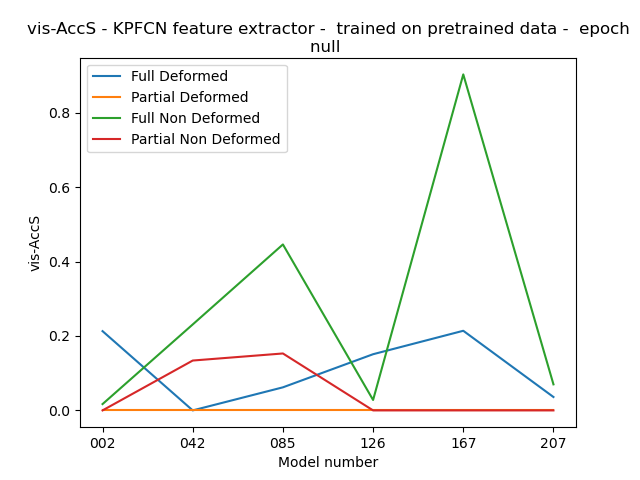 vis-AccS - KPFCN feature extractor -  trained on pretrained data -  epoch
null
Full Deformed
Partial Deformed
Full Non Deformed
Partial Non Deformed
vis-AccS
0.8
0.6
0.4
0.2
0.0
002 042 085 126 167 207
Model number